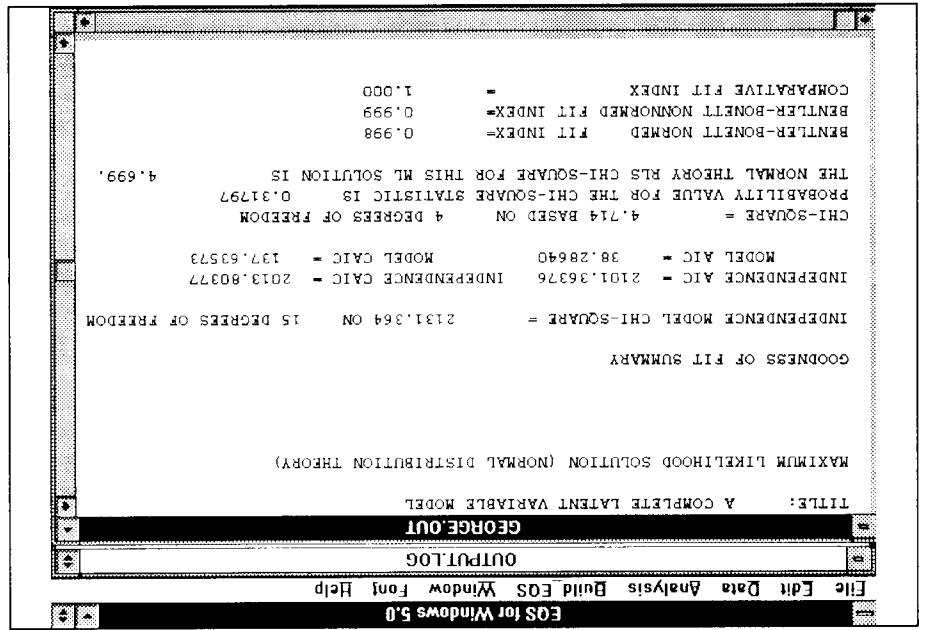 EQS for Windows 5.0
File Edit Data Analysis Build_EQS Window Font Help
OUTPUT.LOG
GEORGE.OUT
TITLE: A COMPLETE LATENT VARIABLE MODEL
MAXIMUM LIKELIHOOD SOLUTION (NORMAL DISTRIBUTION THEORY)
GOODNESS OF FIT SUMMARY
INDEPENDENCE MODEL CHI-SQUARE = 2131.364 ON 15 DEGREES OF FREEDOM
INDEPENDENCE AIC = 2101.36376 INDEPENDENCE CAIC = 2013.80377
MODEL AIC = 38.28640 MODEL CAIC = 137.63573
CHI-SQUARE = 4.714 BASED ON 4 DEGREES OF FREEDOM
PROBABILITY VALUE FOR THE CHI-SQUARE STATISTIC IS 0.31797
THE NORMAL THEORY RLS CHI-SQUARE FOR THIS ML SOLUTION IS 4.699.
BENTLER-BONETT NORMED FIT INDEX= 0.998
BENTLER-BONETT NONNORMED FIT INDEX= 0.999
COMPARATIVE FIT INDEX = 1.000